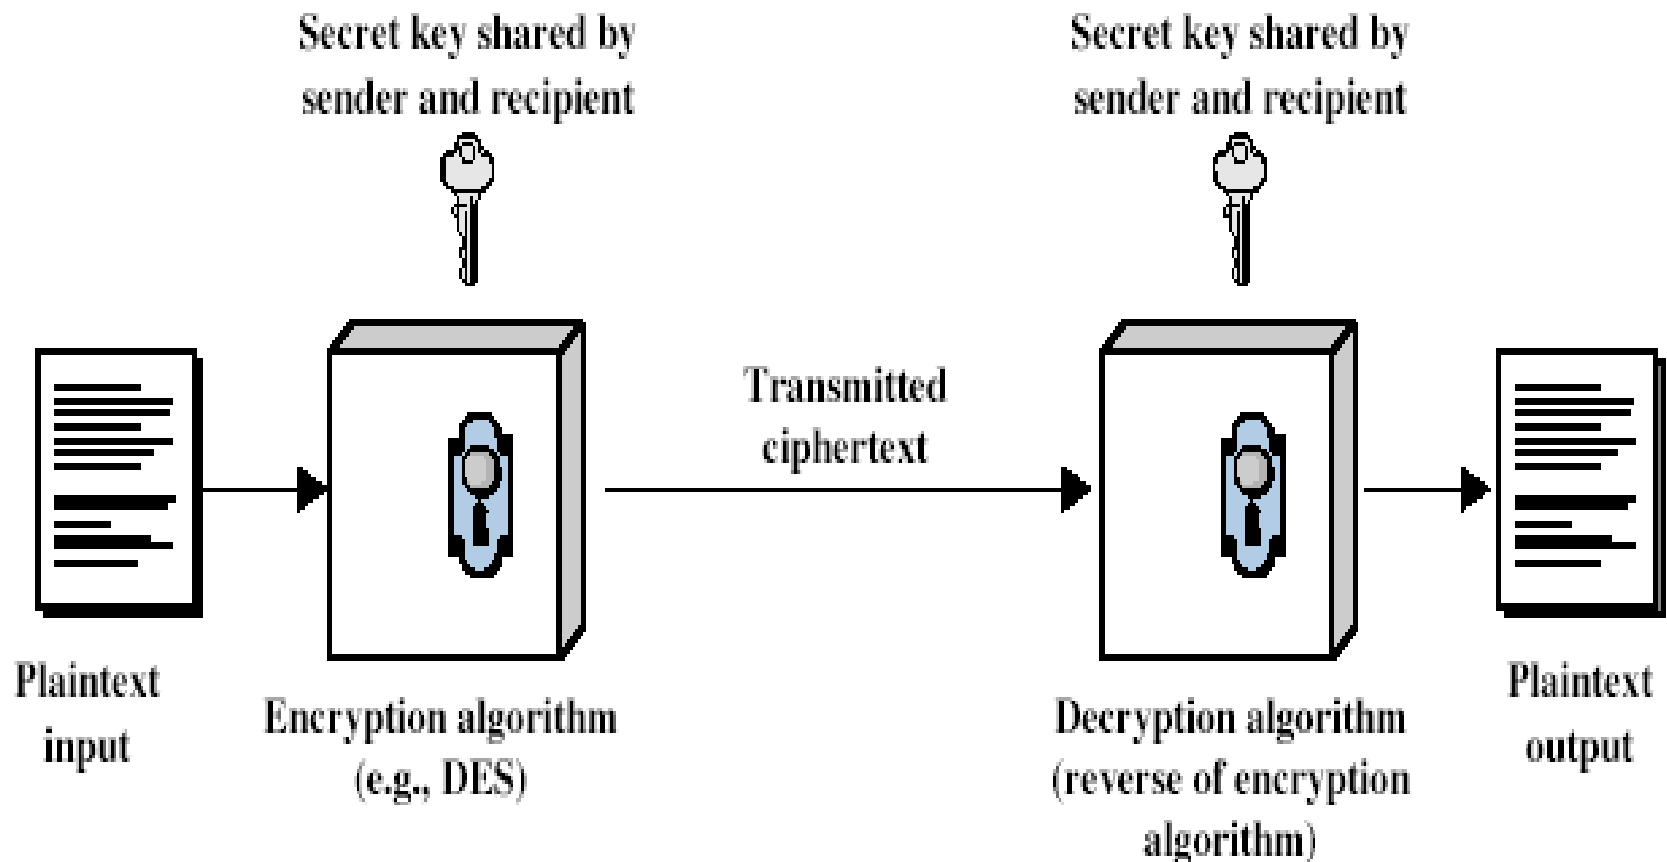 Secret key shared by
sender and recipient
Secret key shared by
sender and recipient
Transmitted
ciphertext
Plaintext
input
Encryption algorithm
(e.g., DES)
Decryption algorithm
(reverse of encryption
algorithm)
Plaintext
output